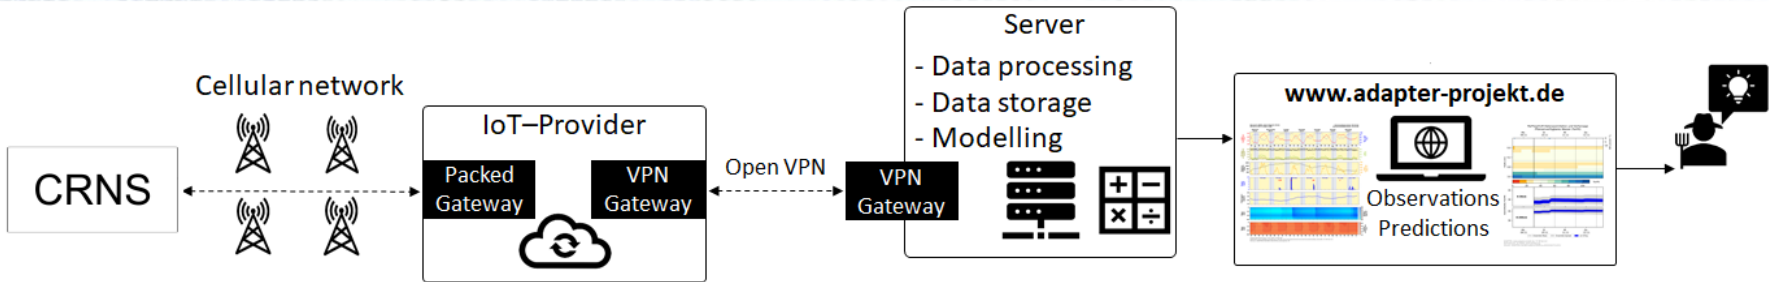 CRNS
Cellular network
IoT–Provider
Packed
Gateway
VPN
Gateway
Open VPN
VPN
Gateway
Server
- Data processing
- Data storage
- Modelling
www.adapter-projekt.de
Observations
Predictions